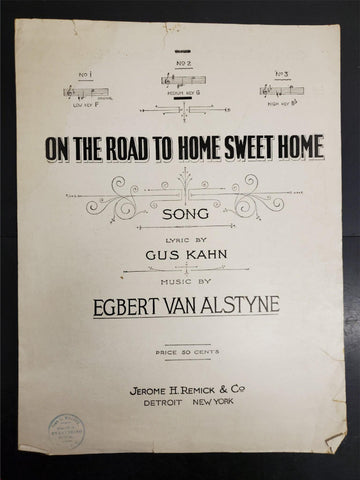 No 1
No 2
No 3
LOW KEY F
MEDIUM KEY G
HIGH KEY B♭
ON THE ROAD TO HOME SWEET HOME
SONG
LYRIC BY
GUS KAHN
MUSIC BY
EGBERT VAN ALSTYNE
PRICE 50 CENTS
JEROME H. REMICK & Co
DETROIT NEW YORK